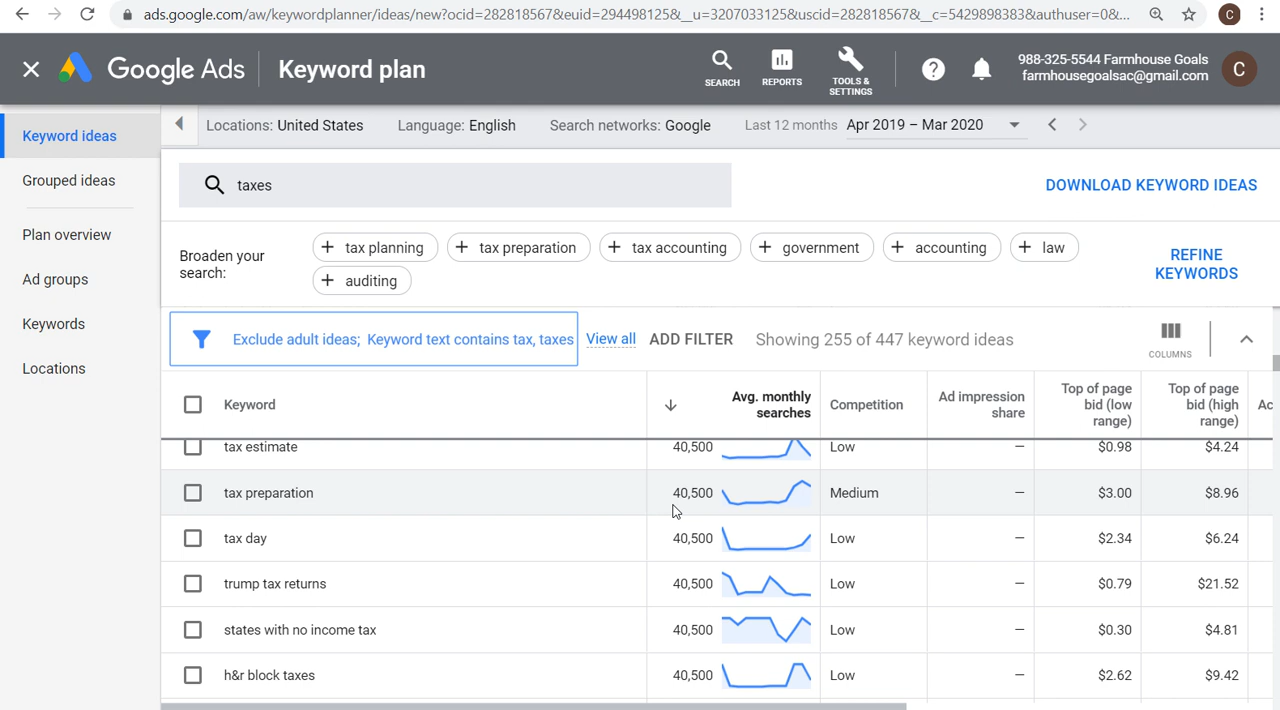 ads.google.com/aw/keywordplanner/ideas/new?ocid=282818567&euid=294498125&__u=3207033125&uscid=282818567&__c=5429898383&authuser=0&...
C
Google Ads
Keyword plan
SEARCH
REPORTS
TOOLS &
SETTINGS
?
988-325-5544 Farmhouse Goals
farmhousegoalsac@gmail.com
C
Keyword ideas
Grouped ideas
Plan overview
Ad groups
Keywords
Locations
Locations: United States Language: English Search networks: Google Last 12 months Apr 2019 – Mar 2020
taxes
DOWNLOAD KEYWORD IDEAS
Broaden your
search:
+ tax planning + tax preparation + tax accounting + government + accounting + law
+ auditing
REFINE
KEYWORDS
Exclude adult ideas; Keyword text contains tax, taxes View all ADD FILTER Showing 255 of 447 keyword ideas
COLUMNS
Keyword
Avg. monthly
searches
Competition
Ad impression
share
Top of page
bid (low
range)
Top of page
bid (high
range)
Ac
tax estimate 40,500 Low – $0.98 $4.24
tax preparation 40,500 Medium – $3.00 $8.96
tax day 40,500 Low – $2.34 $6.24
trump tax returns 40,500 Low – $0.79 $21.52
states with no income tax 40,500 Low – $0.30 $4.81
h&r block taxes 40,500 Low – $2.62 $9.42